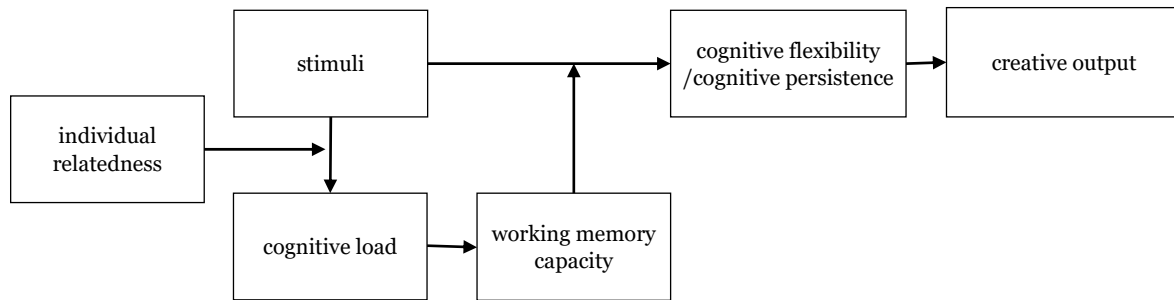 stimuli
cognitive flexibility
/cognitive persistence
creative output
individual
relatedness
cognitive load
working memory
capacity